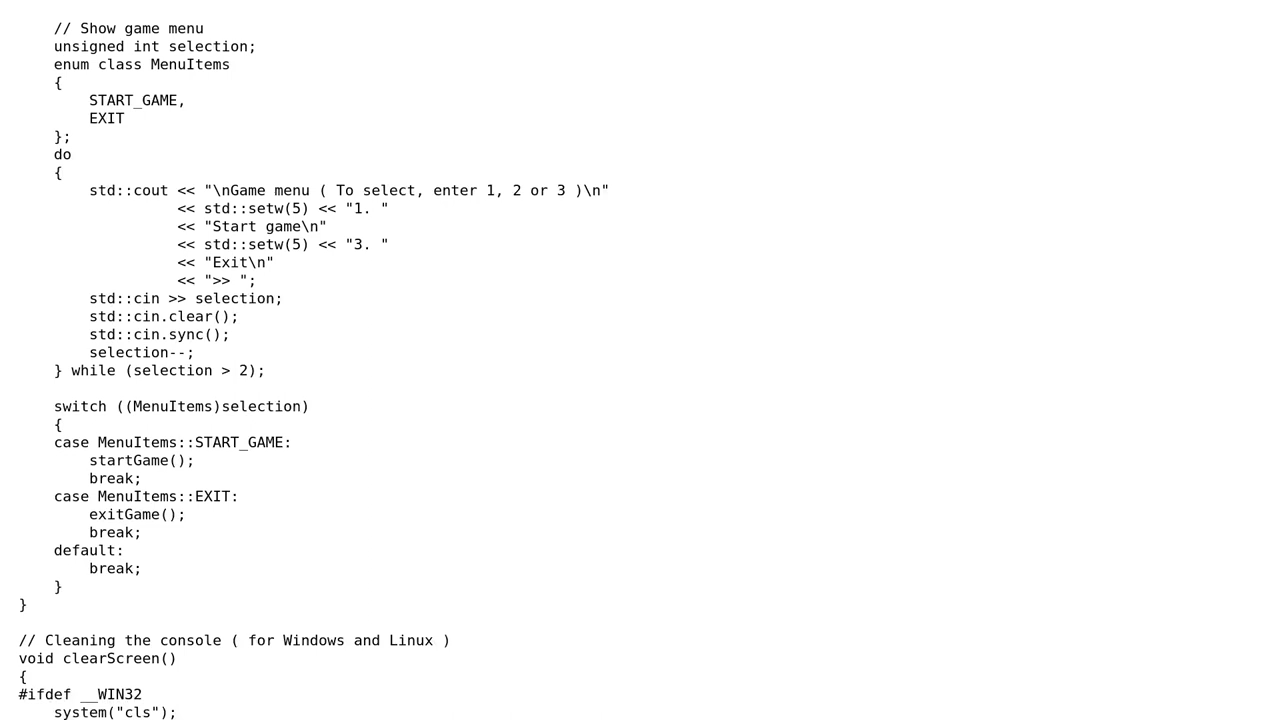 // Show game menu
    unsigned int selection;
    enum class MenuItems
    {
        START_GAME,
        EXIT
    };
    do
    {
        std::cout << "\nGame menu ( To select, enter 1, 2 or 3 )\n"
                  << std::setw(5) << "1. "
                  << "Start game\n"
                  << std::setw(5) << "3. "
                  << "Exit\n"
                  << ">> ";
        std::cin >> selection;
        std::cin.clear();
        std::cin.sync();
        selection--;
    } while (selection > 2);

    switch ((MenuItems)selection)
    {
    case MenuItems::START_GAME:
        startGame();
        break;
    case MenuItems::EXIT:
        exitGame();
        break;
    default:
        break;
    }
}

// Cleaning the console ( for Windows and Linux )
void clearScreen()
{
#ifdef __WIN32
    system("cls");